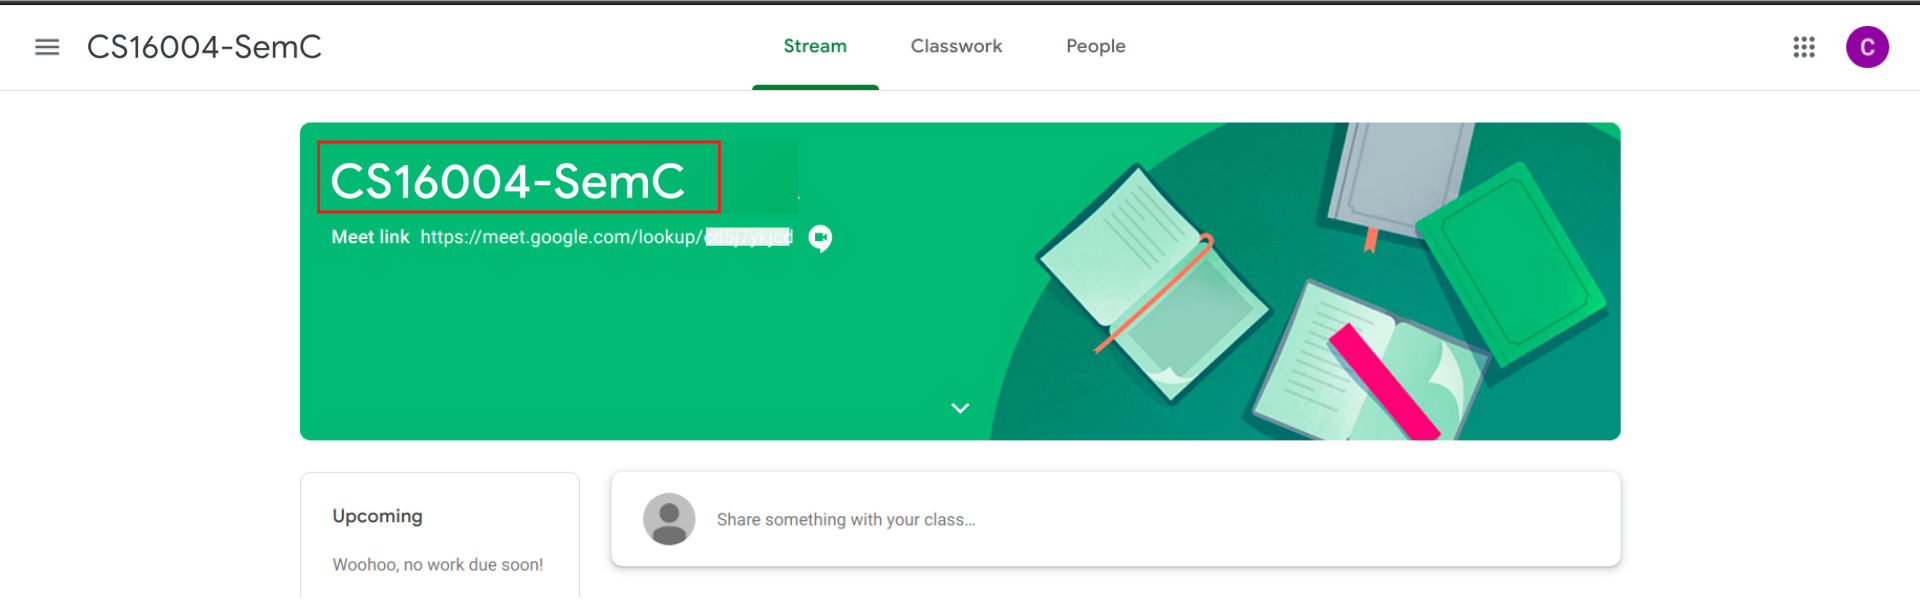 CS16004-SemC
Stream
Classwork
People
C
CS16004-SemC
Meet link https://meet.google.com/lookup/
Upcoming
Woohoo, no work due soon!
Share something with your class...